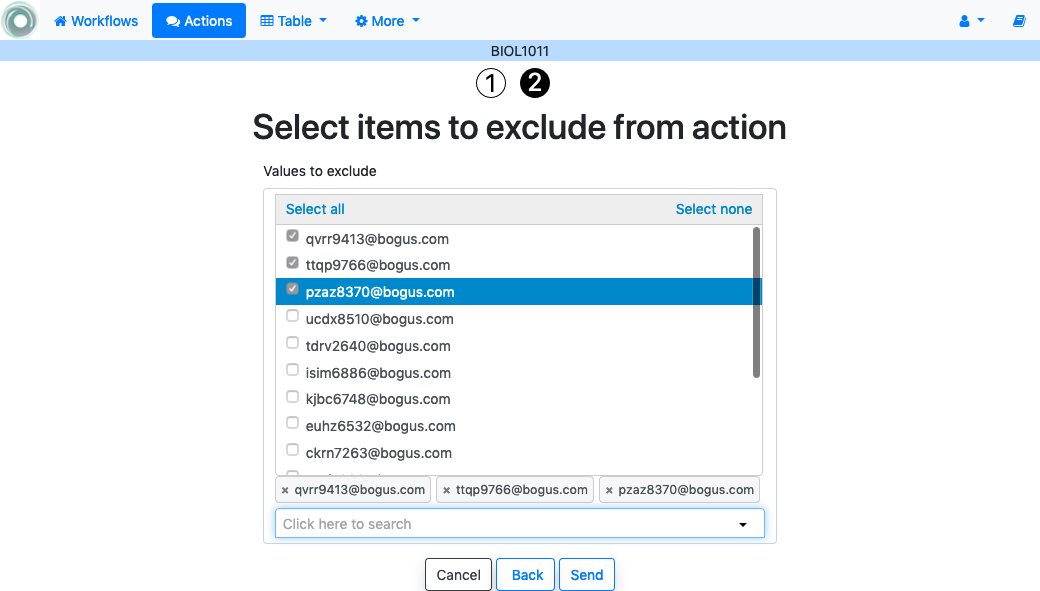 Workflows Actions Table More
BIOL1011
1 2
Select items to exclude from action
Values to exclude
Select all Select none
qvrr9413@bogus.com
ttqp9766@bogus.com
pzaz8370@bogus.com
ucdx8510@bogus.com
tdrv2640@bogus.com
isim6886@bogus.com
kjbc6748@bogus.com
euhz6532@bogus.com
ckrn7263@bogus.com
× qvrr9413@bogus.com × ttqp9766@bogus.com × pzaz8370@bogus.com
Click here to search
Cancel Back Send